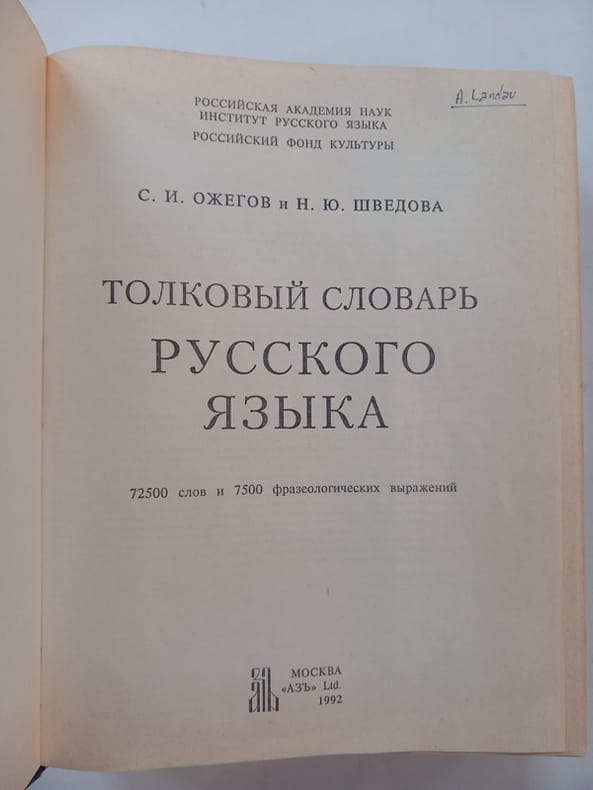 A. Landau
РОССИЙСКАЯ АКАДЕМИЯ НАУК
ИНСТИТУТ РУССКОГО ЯЗЫКА
РОССИЙСКИЙ ФОНД КУЛЬТУРЫ
С. И. ОЖЕГОВ и Н. Ю. ШВЕДОВА
ТОЛКОВЫЙ СЛОВАРЬ
РУССКОГО
ЯЗЫКА
72500 слов и 7500 фразеологических выражений
МОСКВА
«АЗЪ» Ltd.
1992